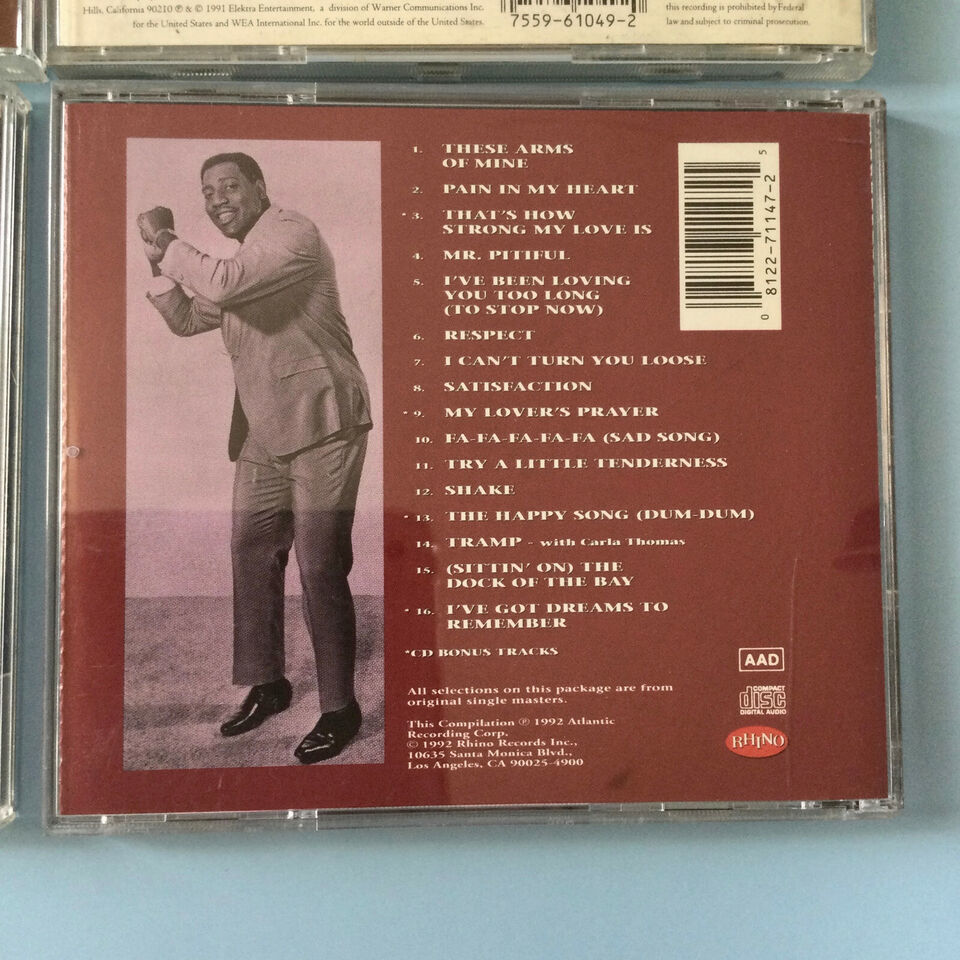 Hills, California 90210 ℗ & © 1991 Elektra Entertainment, a division of Warner Communications Inc.
for the United States and WEA International Inc. for the world outside of the United States.
7559-61049-2
this recording is prohibited by Federal
law and subject to criminal prosecution.
1. THESE ARMS
OF MINE
2. PAIN IN MY HEART
*3. THAT'S HOW
STRONG MY LOVE IS
4. MR. PITIFUL
5. I'VE BEEN LOVING
YOU TOO LONG
(TO STOP NOW)
6. RESPECT
7. I CAN'T TURN YOU LOOSE
8. SATISFACTION
*9. MY LOVER'S PRAYER
10. FA-FA-FA-FA-FA (SAD SONG)
11. TRY A LITTLE TENDERNESS
12. SHAKE
*13. THE HAPPY SONG (DUM-DUM)
14. TRAMP - with Carla Thomas
15. (SITTIN' ON) THE
DOCK OF THE BAY
*16. I'VE GOT DREAMS TO
REMEMBER
*CD BONUS TRACKS
All selections on this package are from
original single masters.
This Compilation ℗ 1992 Atlantic
Recording Corp.
© 1992 Rhino Records Inc.,
10635 Santa Monica Blvd.,
Los Angeles, CA 90025-4900
0 8122-71147-2 5
AAD
COMPACT
disc
DIGITAL AUDIO
RHINO